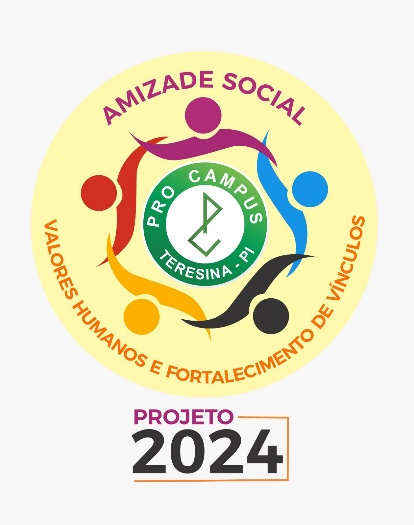 AMIZADE SOCIAL
PRO CAMPUS
TERESINA - PI
VALORES HUMANOS E FORTALECIMENTO DE VÍNCULOS
PROJETO
2024